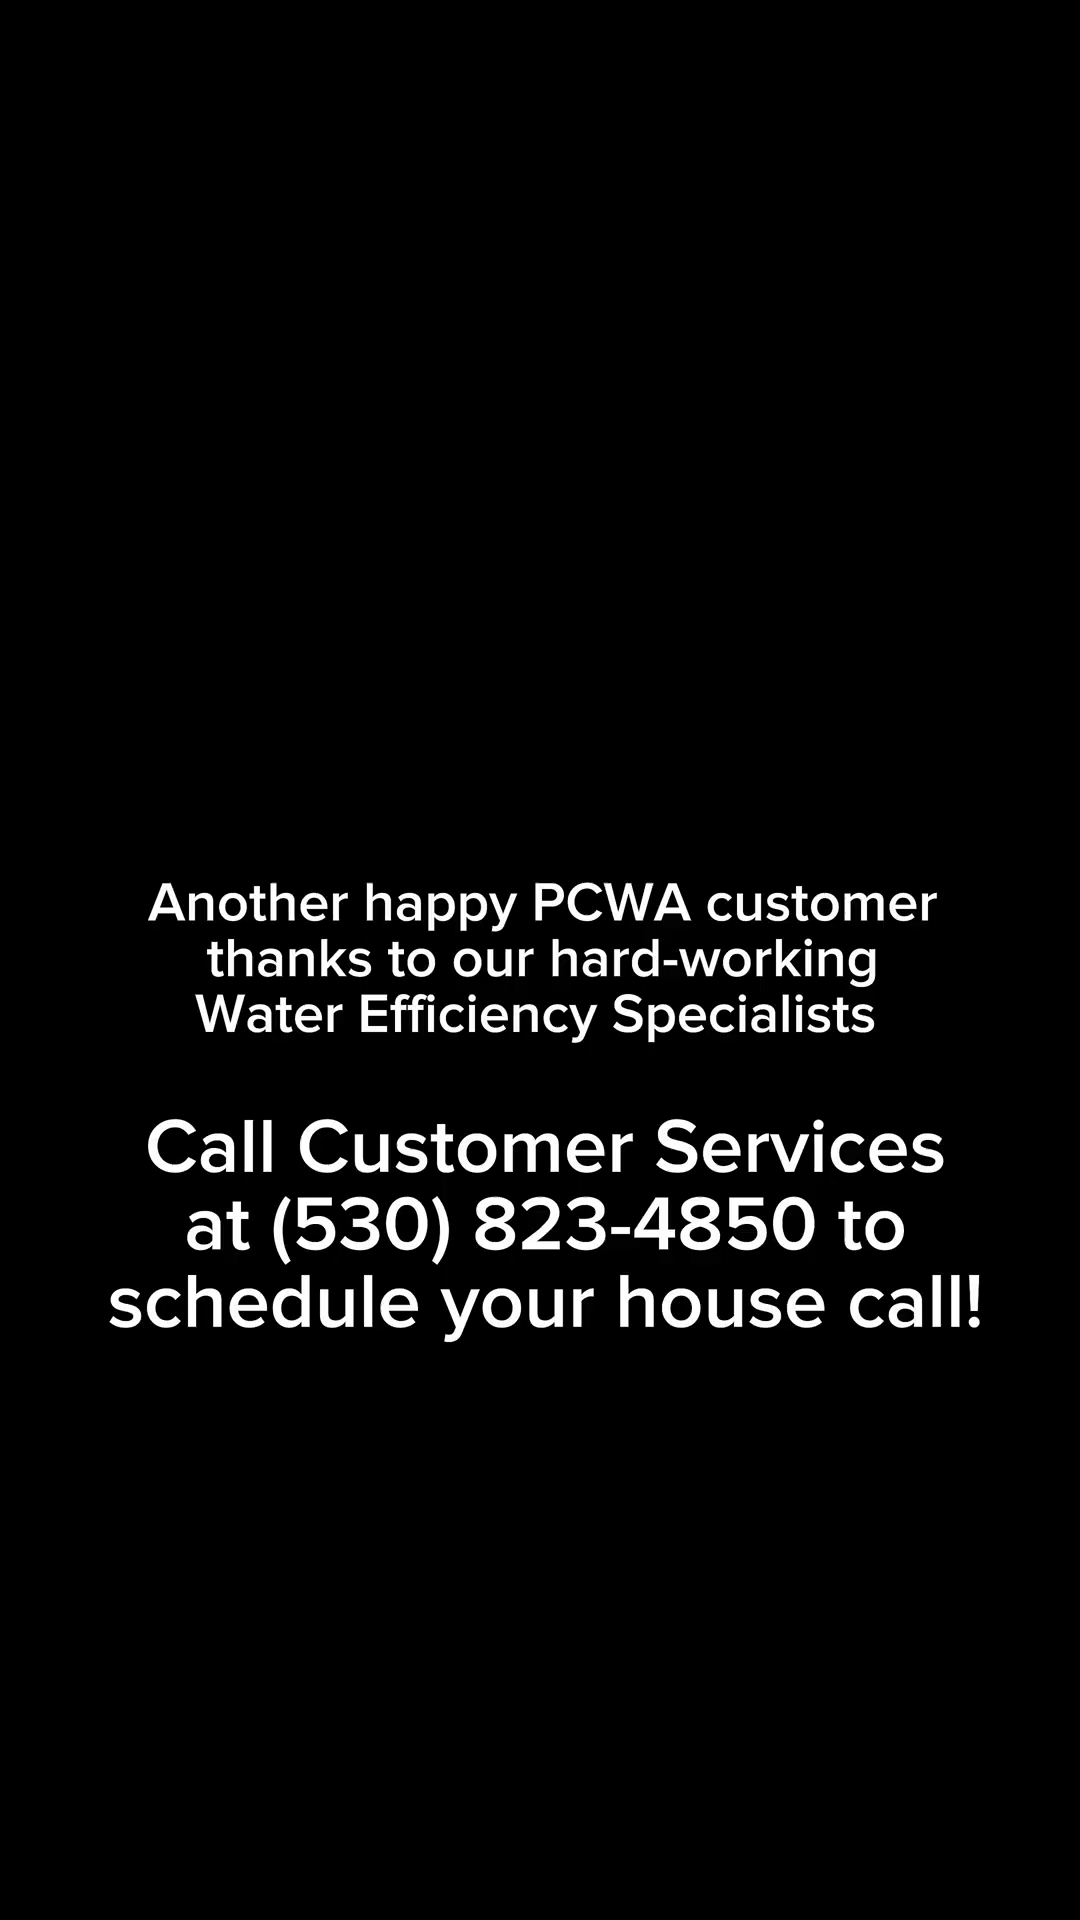 Another happy PCWA customer
thanks to our hard-working
Water Efficiency Specialists
Call Customer Services
at (530) 823-4850 to
schedule your house call!